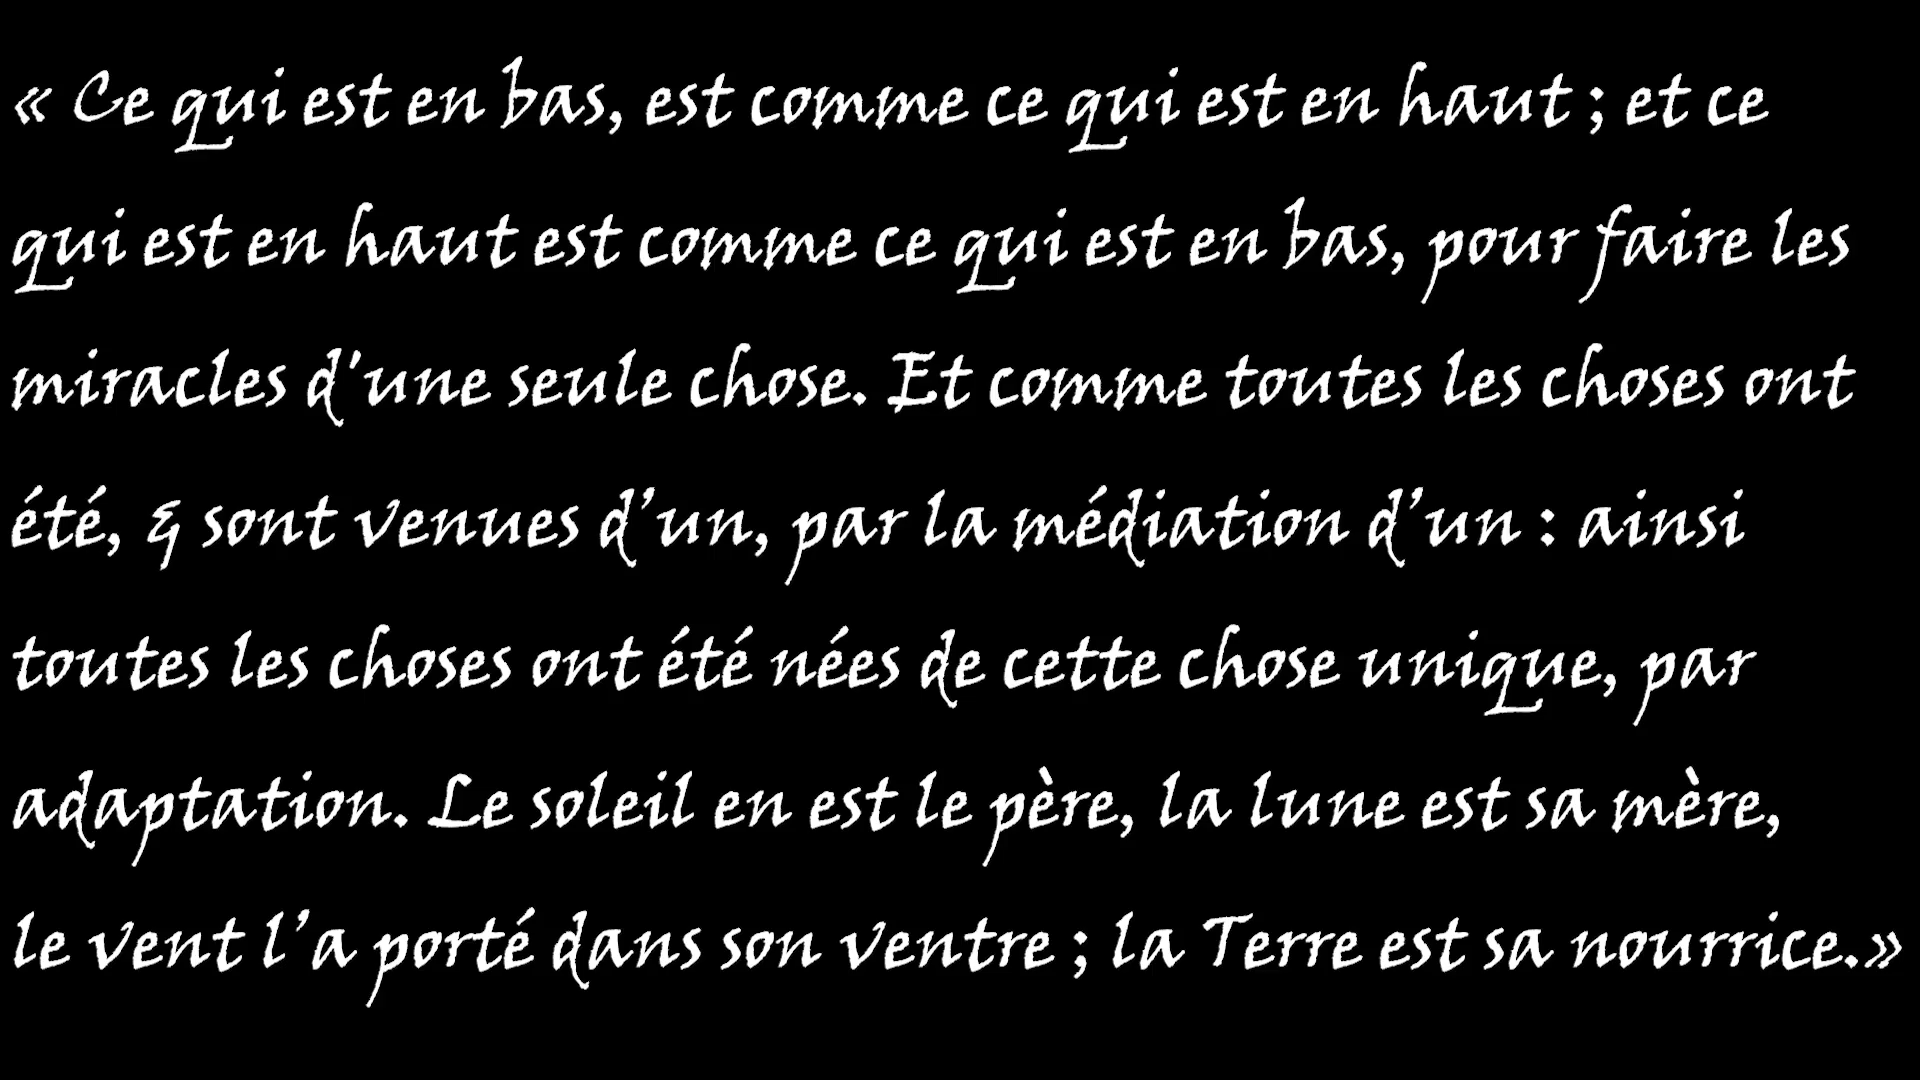 « Ce qui est en bas, est comme ce qui est en haut ; et ce
qui est en haut est comme ce qui est en bas, pour faire les
miracles d'une seule chose. Et comme toutes les choses ont
été, & sont venues d’un, par la médiation d’un : ainsi
toutes les choses ont été nées de cette chose unique, par
adaptation. Le soleil en est le père, la lune est sa mère,
le vent l’a porté dans son ventre ; la Terre est sa nourrice.»